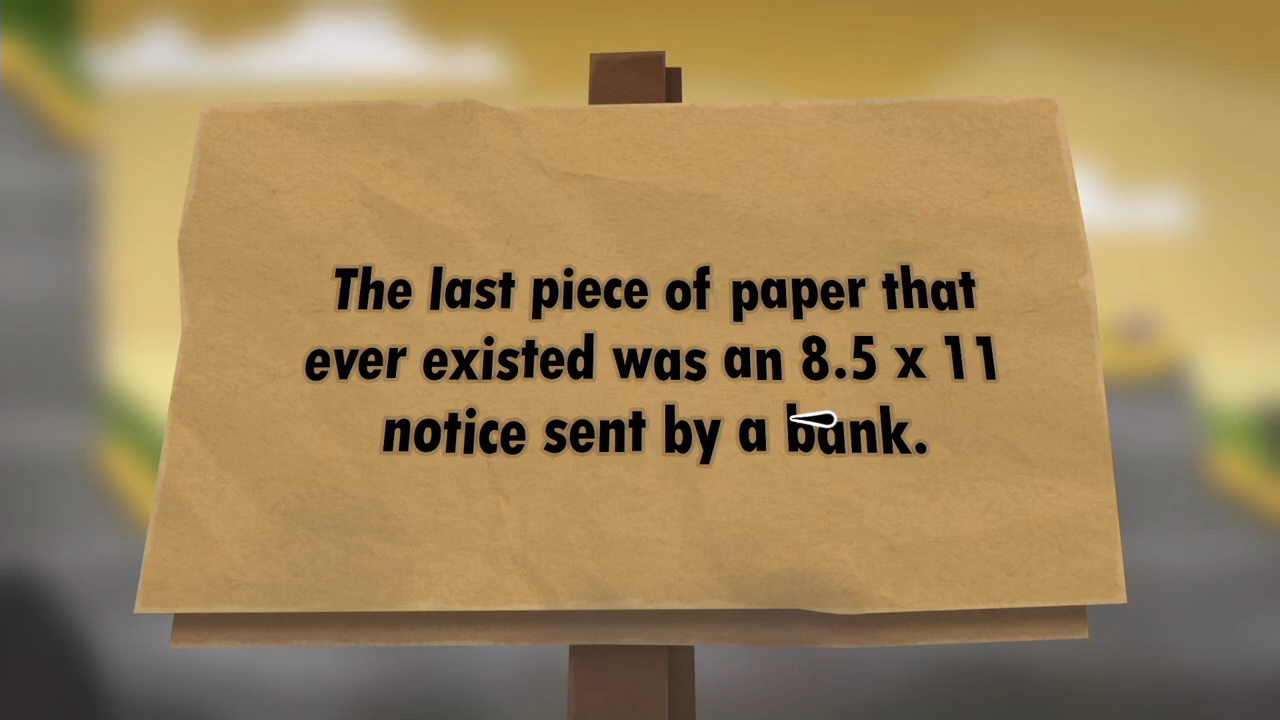 The last piece of paper that
ever existed was an 8.5 x 11
notice sent by a bank.